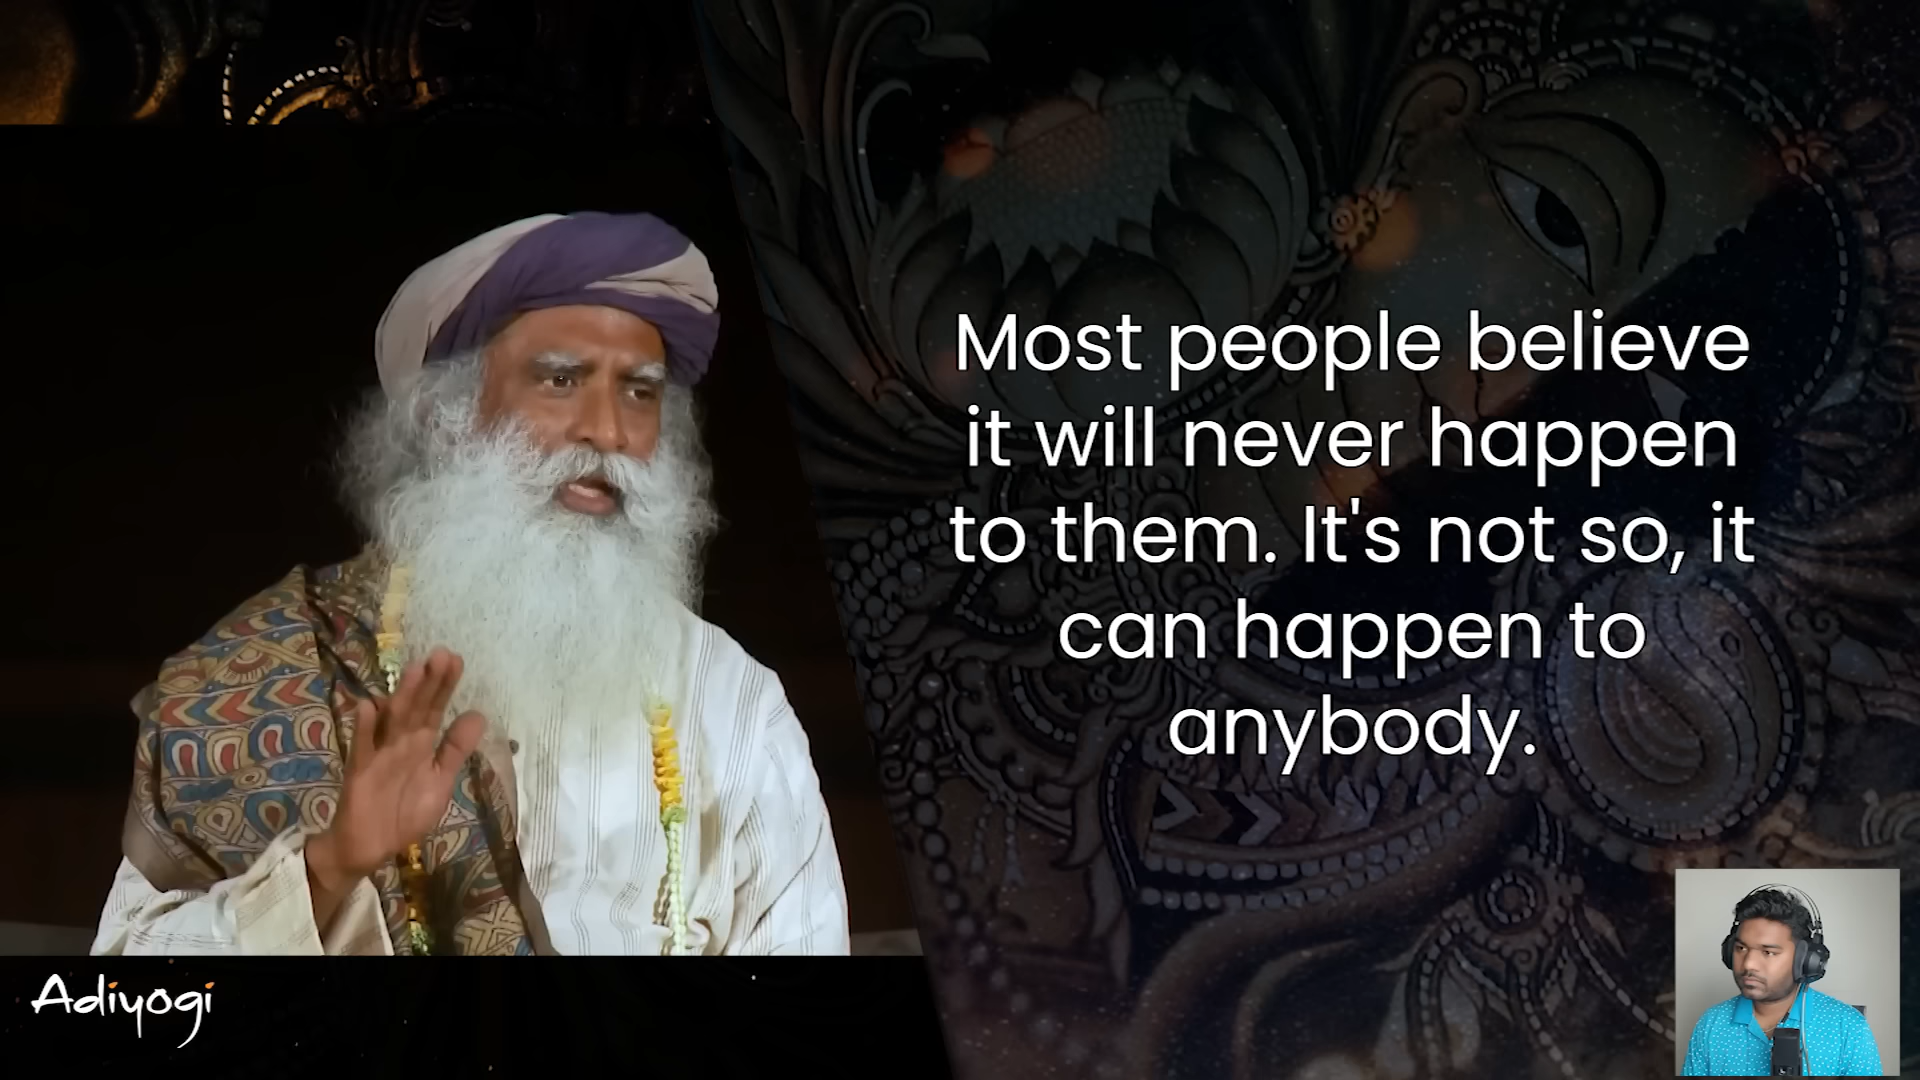 Most people believe
it will never happen
to them. It's not so, it
can happen to
anybody.
Adiyogi